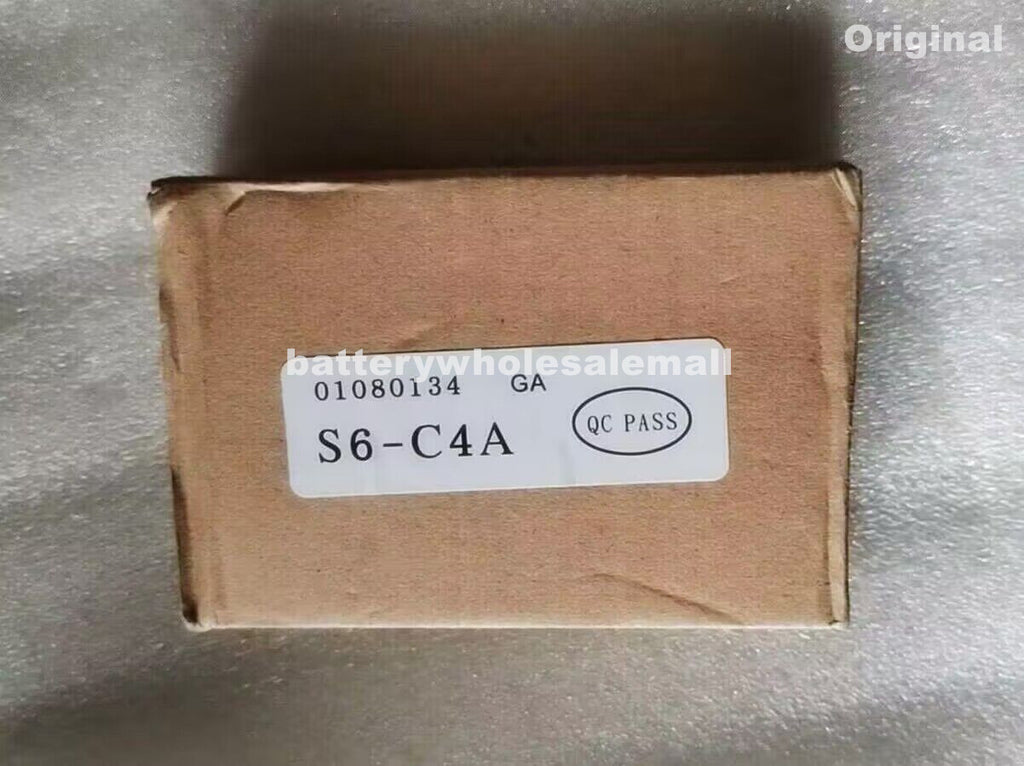 Original
batterywholesalemall
01080134 GA
S6-C4A
QC PASS